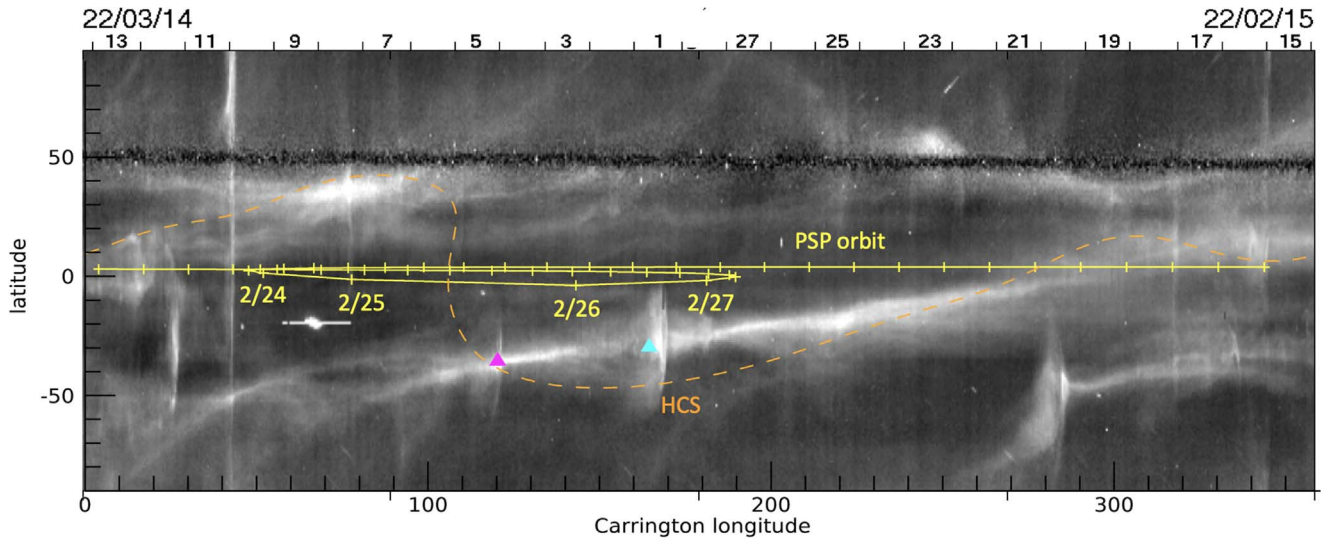 22/03/14 22/02/15
13 11 9 7 5 3 1 27 25 23 21 19 17 15
50
PSP orbit
0
2/24 2/25 2/26 2/27
latitude
-50
HCS
0 100 200 300
Carrington longitude